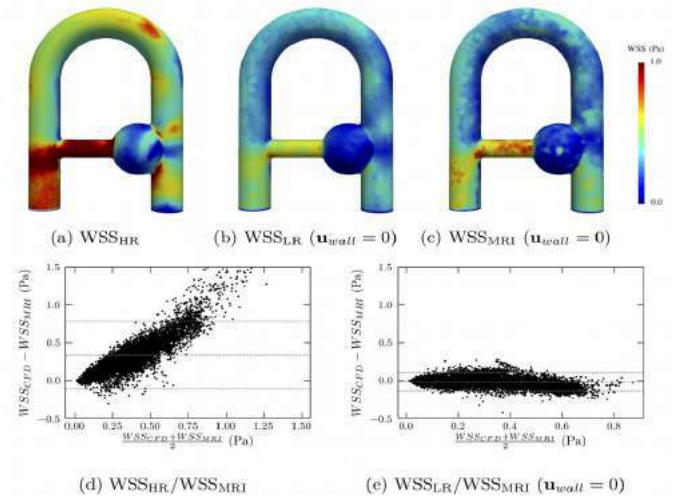 WSS (Pa)
1.0
0.0
(a) WSS_HR
(b) WSS_LR (u_wall = 0)
(c) WSS_MRI (u_wall = 0)
WSS_CFD − WSS_MRI (Pa)
1.5
1.0
0.5
0.0
−0.5
0.00 0.25 0.50 0.75 1.00 1.25 1.50
WSS_CFD+WSS_MRI
2
(Pa)
(d) WSS_HR/WSS_MRI
WSS_CFD − WSS_MRI (Pa)
1.5
1.0
0.5
0.0
−0.5
0.0 0.2 0.4 0.6 0.8
WSS_CFD+WSS_MRI
2
(Pa)
(e) WSS_LR/WSS_MRI (u_wall = 0)